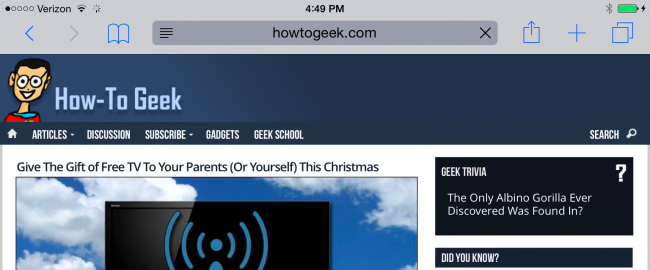 Verizon 4:49 PM
howtogeek.com
How-To Geek
ARTICLES DISCUSSION SUBSCRIBE GADGETS GEEK SCHOOL SEARCH
Give The Gift of Free TV To Your Parents (Or Yourself) This Christmas
GEEK TRIVIA ?
The Only Albino Gorilla Ever
Discovered Was Found In?
DID YOU KNOW?